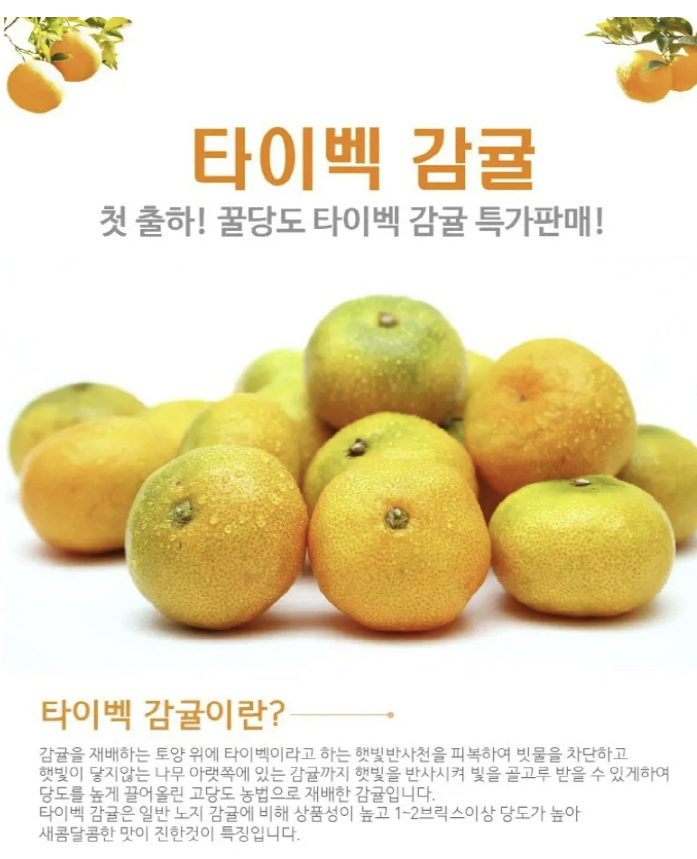 타이벡 감귤
첫 출하! 꿀당도 타이벡 감귤 특가판매!
타이벡 감귤이란?
감귤을 재배하는 토양 위에 타이벡이라고 하는 햇빛반사천을 피복하여 빗물을 차단하고
햇빛이 닿지않는 나무 아랫쪽에 있는 감귤까지 햇빛을 반사시켜 빛을 골고루 받을 수 있게하여
당도를 높게 끌어올린 고당도 농법으로 재배한 감귤입니다.
타이벡 감귤은 일반 노지 감귤에 비해 상품성이 높고 1~2브릭스이상 당도가 높아
새콤달콤한 맛이 진한것이 특징입니다.